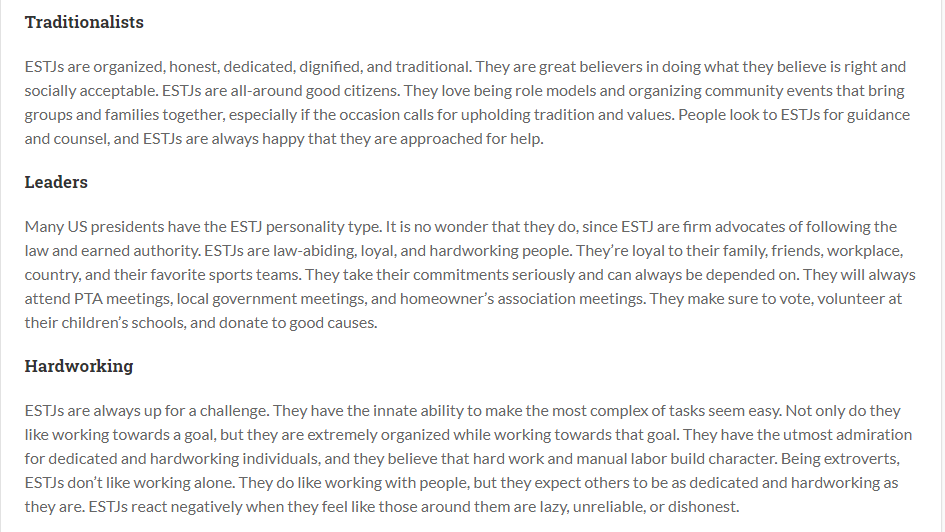 Traditionalists
ESTJs are organized, honest, dedicated, dignified, and traditional. They are great believers in doing what they believe is right and
socially acceptable. ESTJs are all-around good citizens. They love being role models and organizing community events that bring
groups and families together, especially if the occasion calls for upholding tradition and values. People look to ESTJs for guidance
and counsel, and ESTJs are always happy that they are approached for help.
Leaders
Many US presidents have the ESTJ personality type. It is no wonder that they do, since ESTJ are firm advocates of following the
law and earned authority. ESTJs are law-abiding, loyal, and hardworking people. They’re loyal to their family, friends, workplace,
country, and their favorite sports teams. They take their commitments seriously and can always be depended on. They will always
attend PTA meetings, local government meetings, and homeowner’s association meetings. They make sure to vote, volunteer at
their children’s schools, and donate to good causes.
Hardworking
ESTJs are always up for a challenge. They have the innate ability to make the most complex of tasks seem easy. Not only do they
like working towards a goal, but they are extremely organized while working towards that goal. They have the utmost admiration
for dedicated and hardworking individuals, and they believe that hard work and manual labor build character. Being extroverts,
ESTJs don’t like working alone. They do like working with people, but they expect others to be as dedicated and hardworking as
they are. ESTJs react negatively when they feel like those around them are lazy, unreliable, or dishonest.